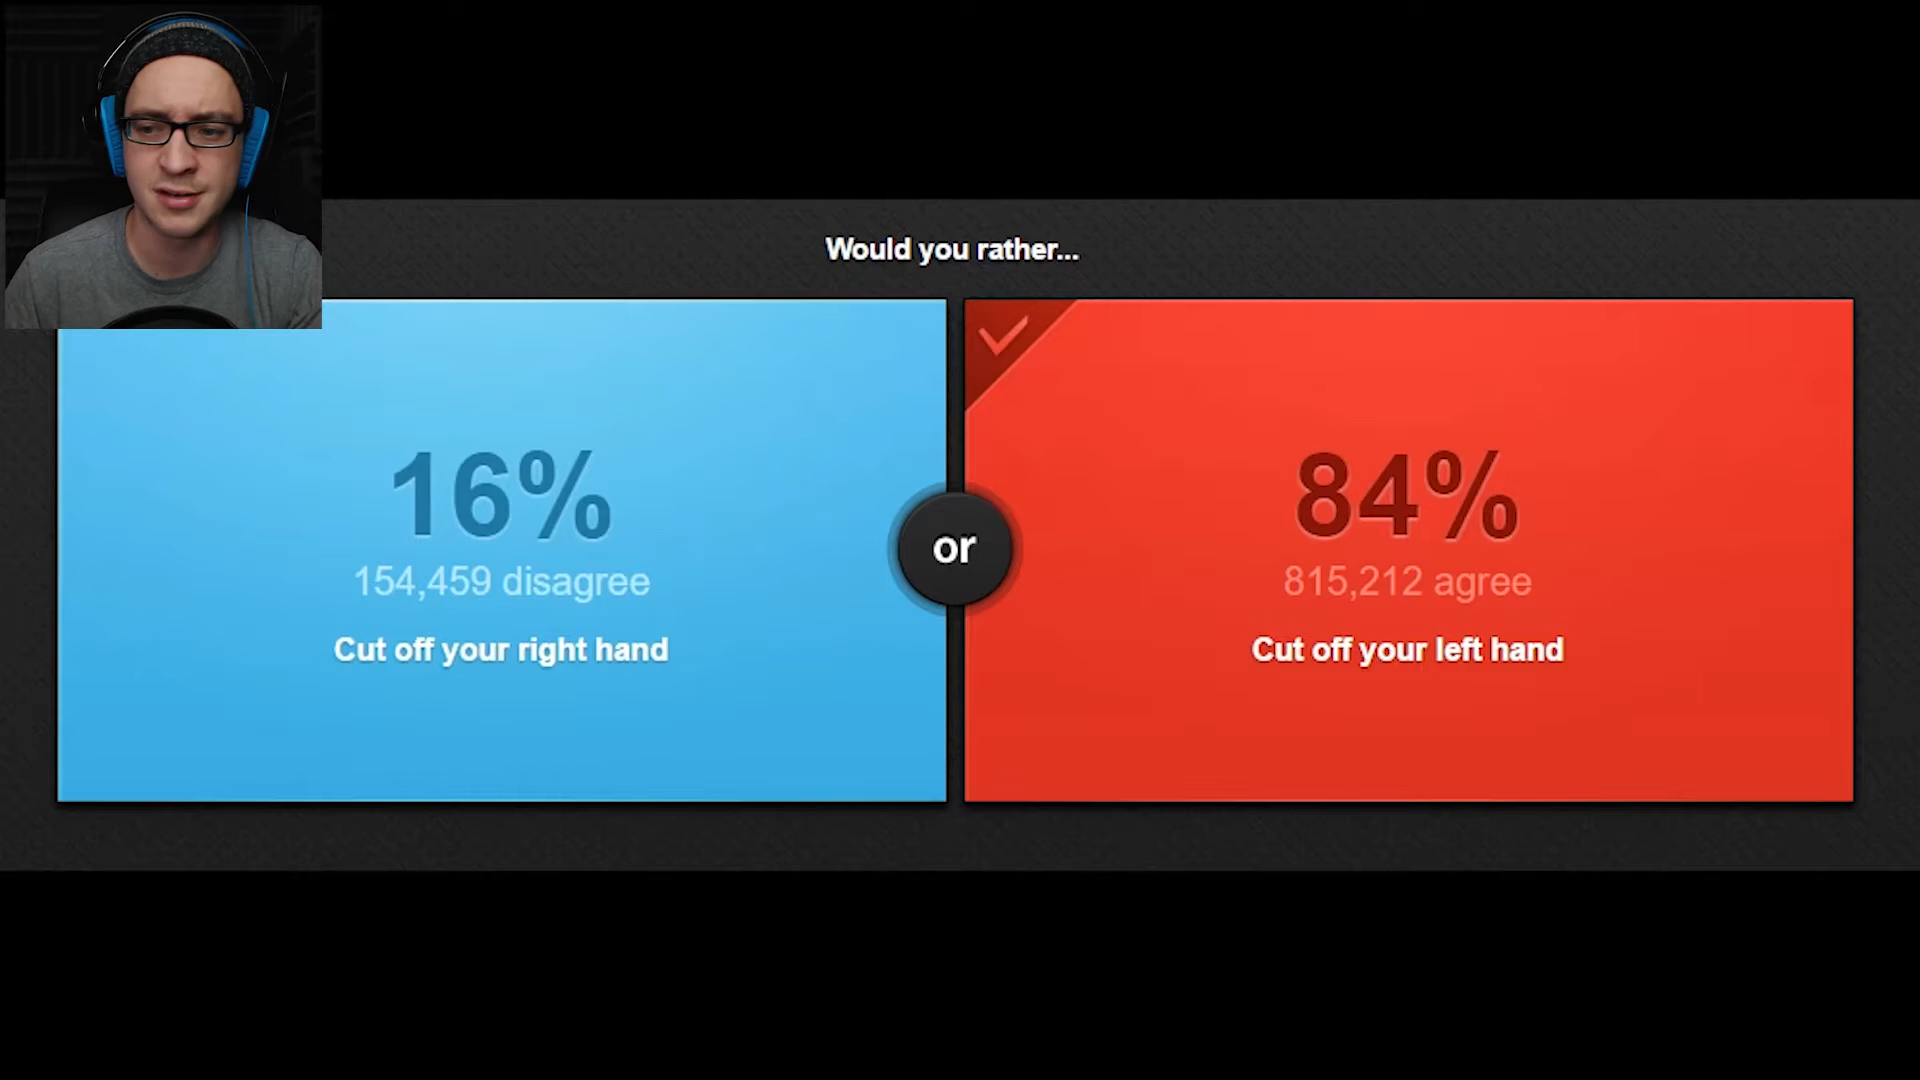 Would you rather...
16%
154,459 disagree
Cut off your right hand
or
84%
815,212 agree
Cut off your left hand